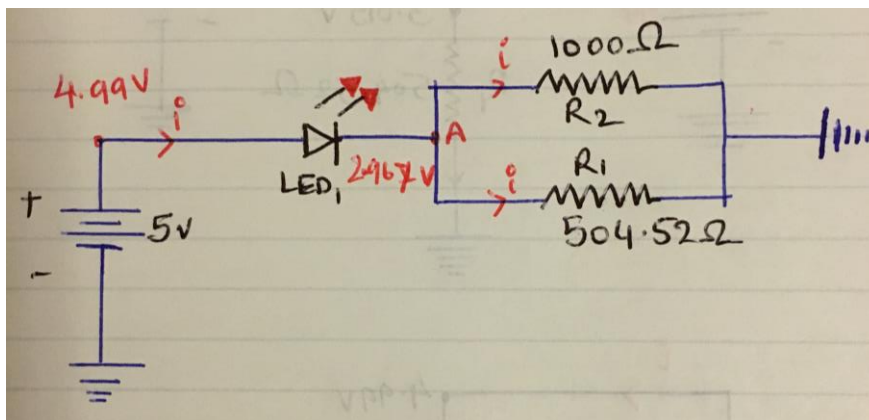 4.99V
i
+
5v
-
LED1
2.967V
A
i
1000Ω
R2
i
R1
504.52Ω